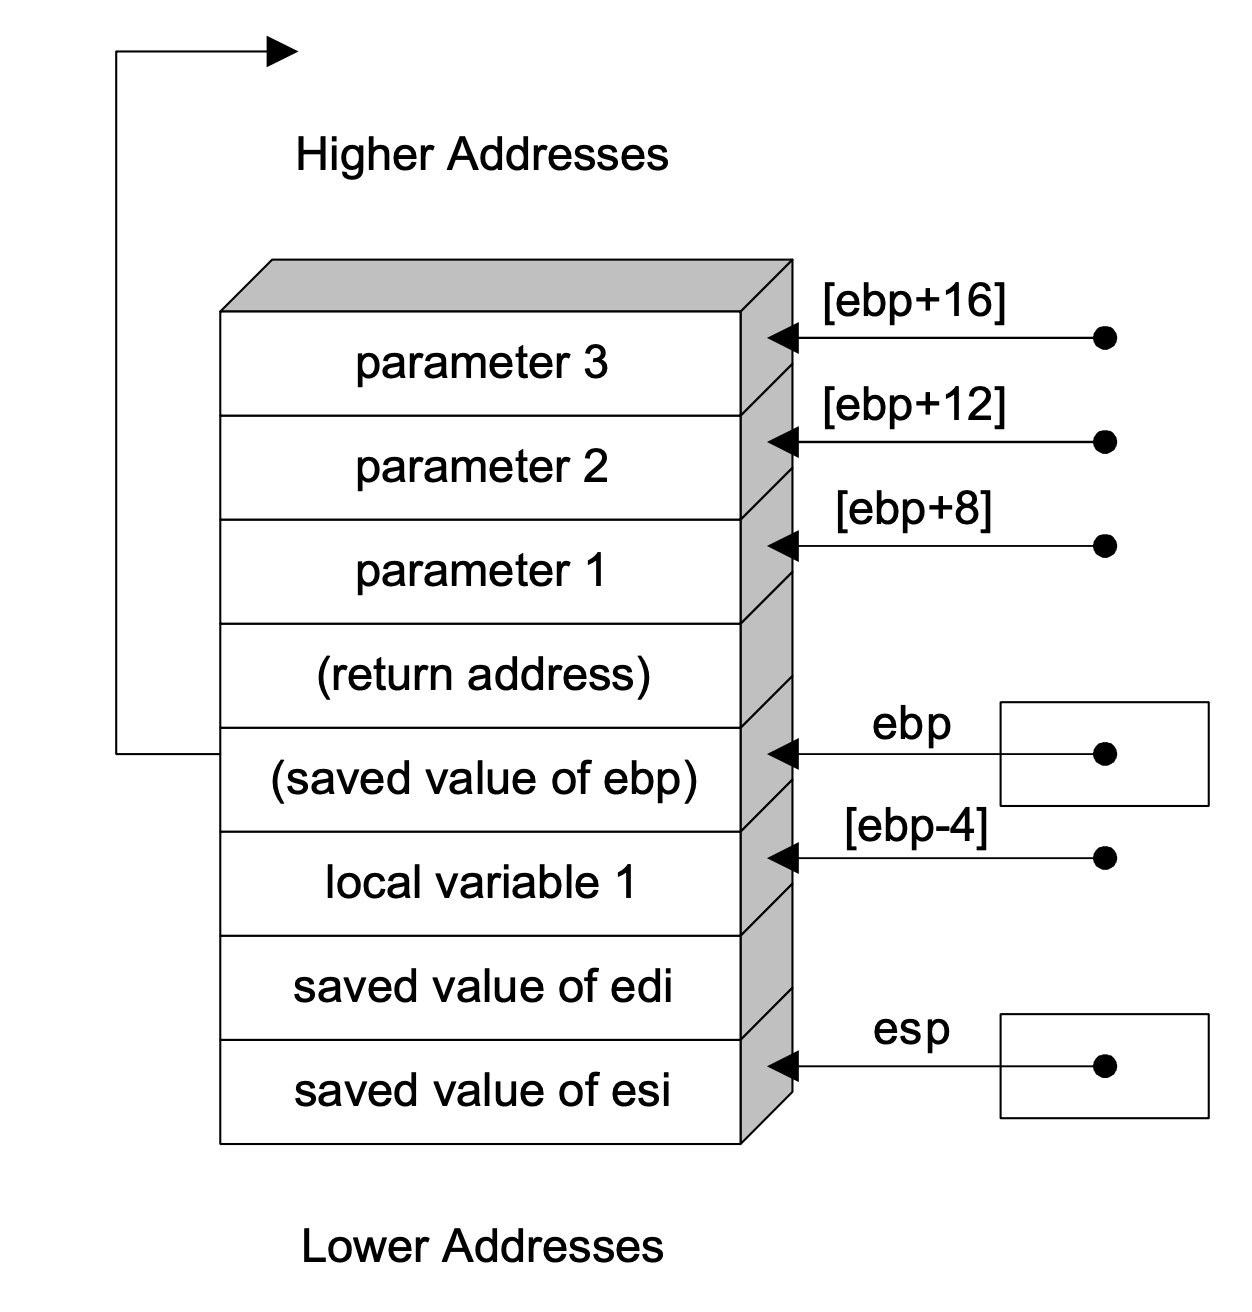 Higher Addresses
[ebp+16]
parameter 3
[ebp+12]
parameter 2
[ebp+8]
parameter 1
(return address)
ebp
(saved value of ebp)
[ebp-4]
local variable 1
saved value of edi
esp
saved value of esi
Lower Addresses